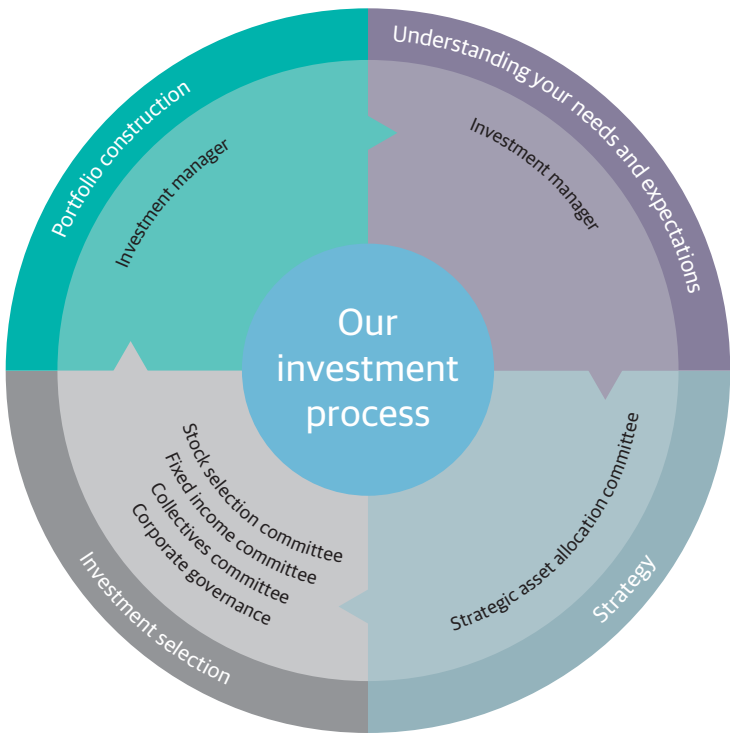 Our
investment
process
Understanding your needs and expectations
Investment manager
Strategy
Strategic asset allocation committee
Investment selection
Stock selection committee
Fixed income committee
Collectives committee
Corporate governance
Portfolio construction
Investment manager